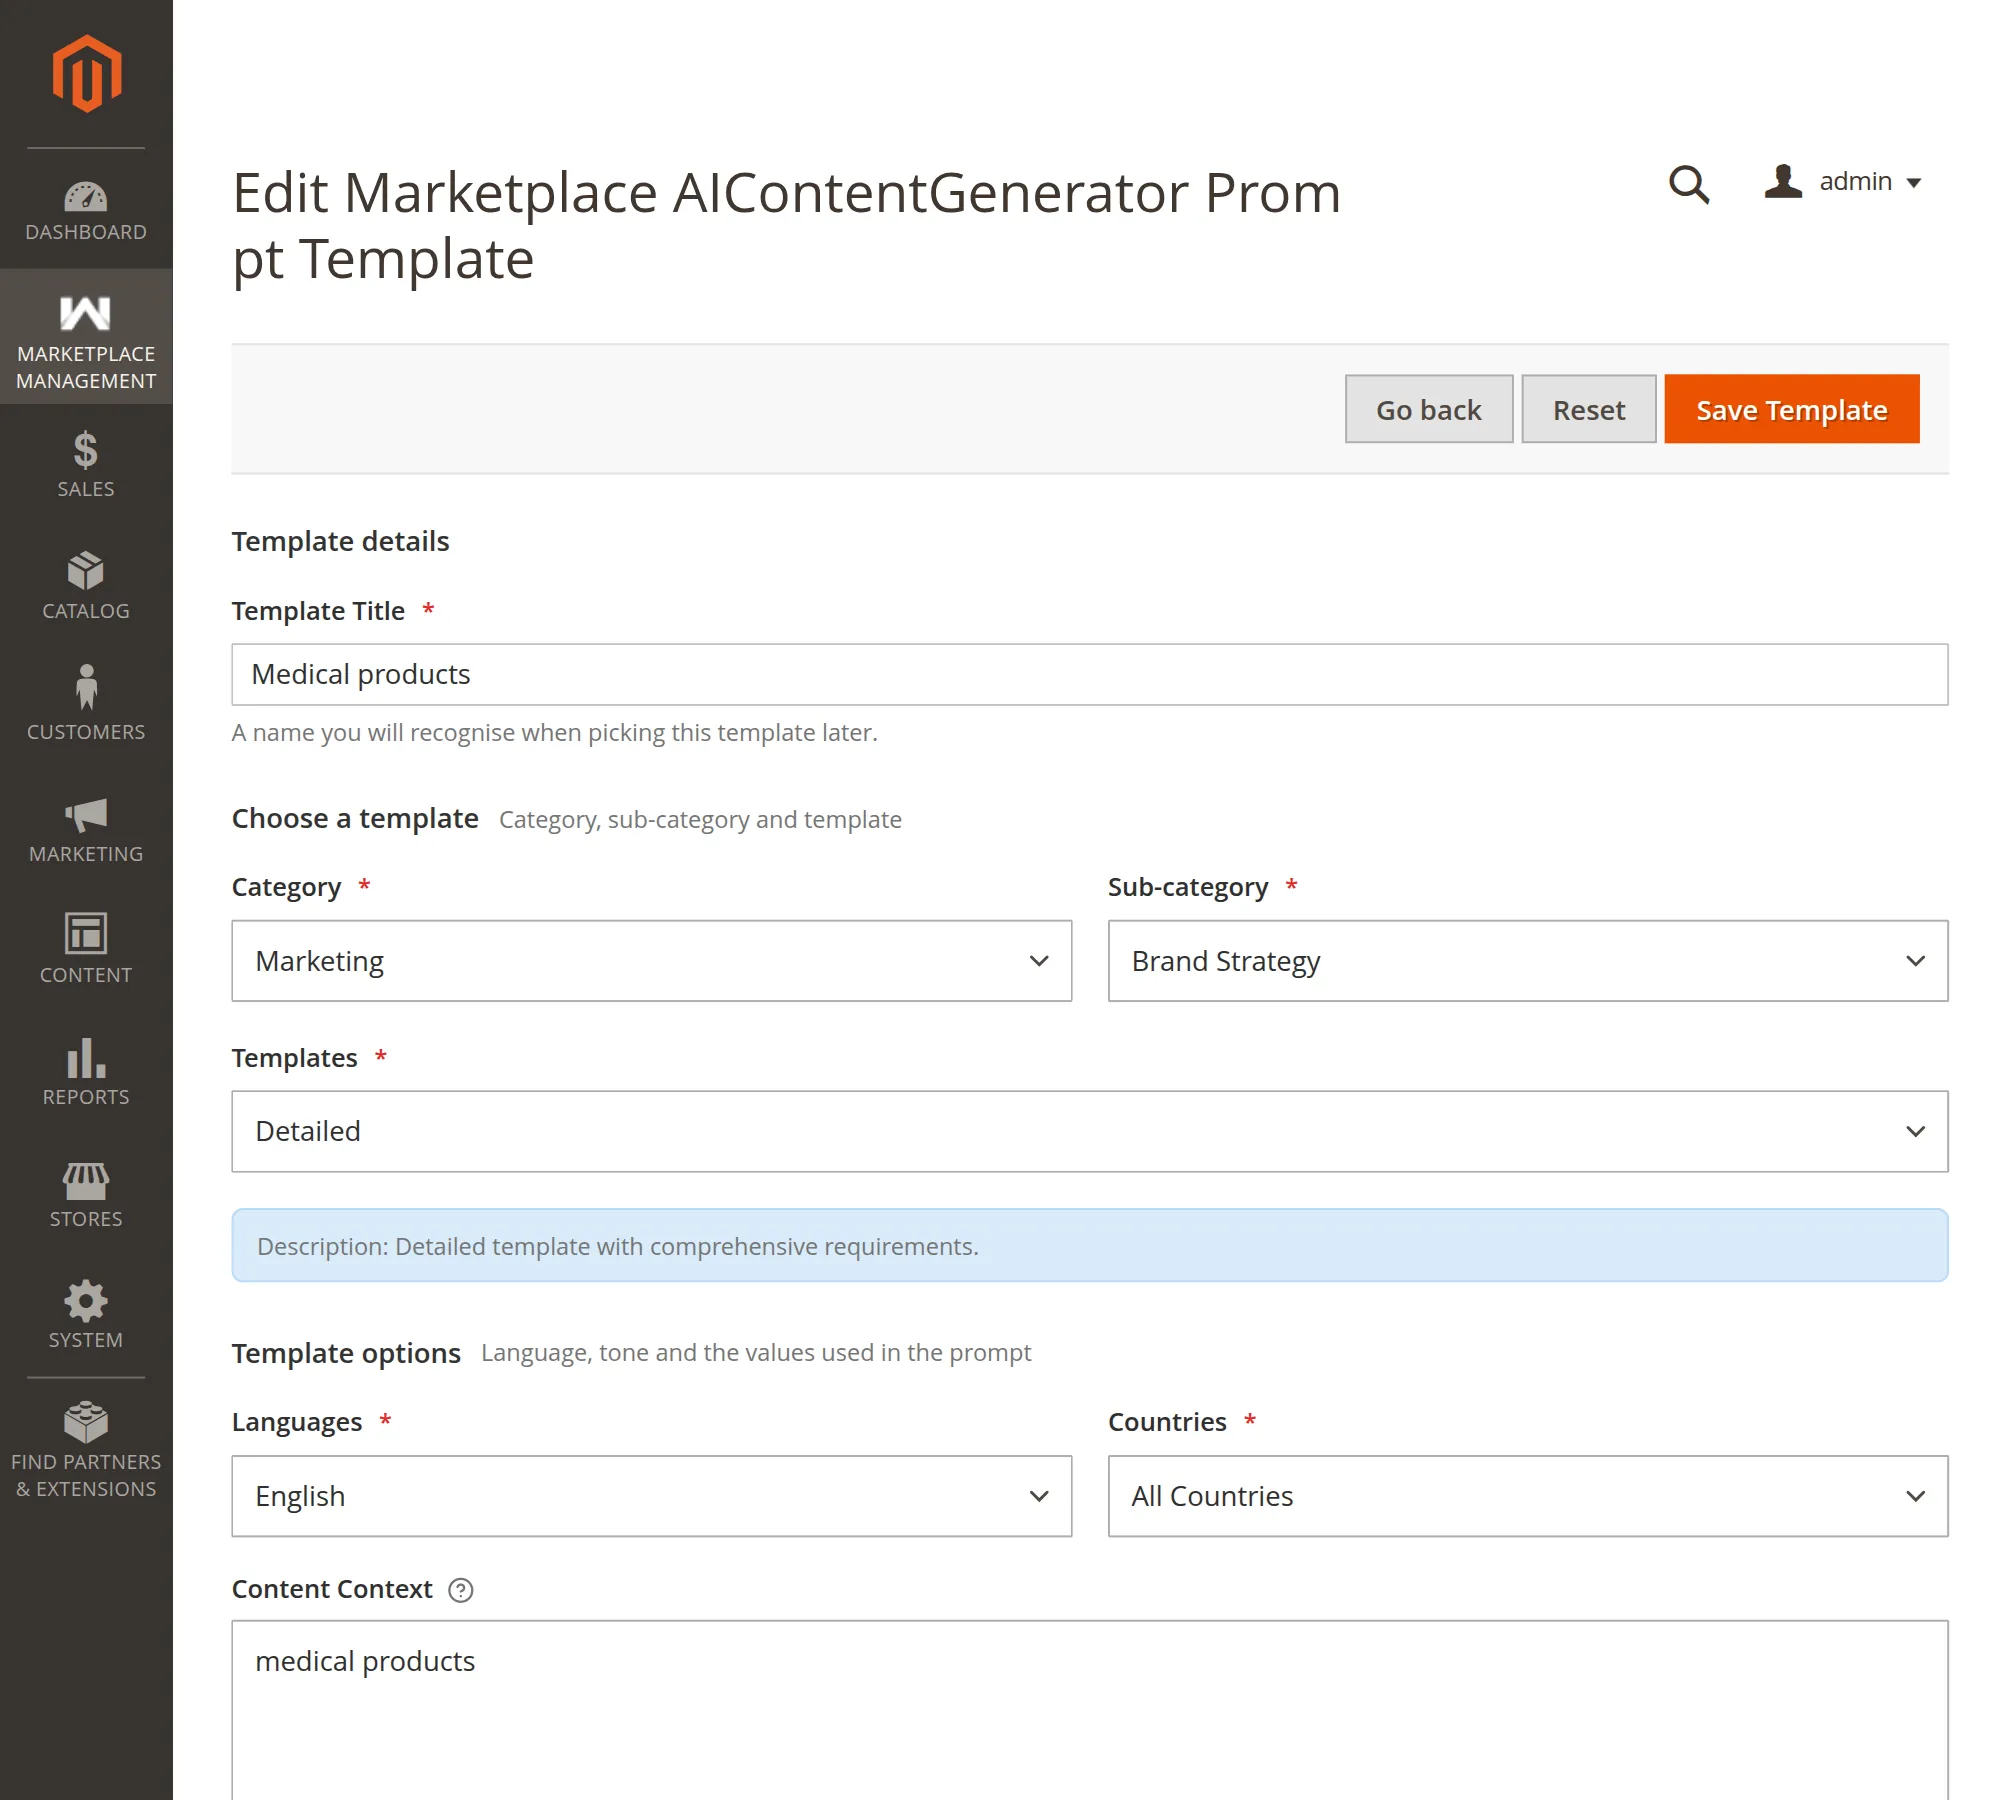 DASHBOARD
MARKETPLACE
MANAGEMENT
SALES
CATALOG
CUSTOMERS
MARKETING
CONTENT
REPORTS
STORES
SYSTEM
FIND PARTNERS
& EXTENSIONS
Edit Marketplace AIContentGenerator Prom
pt Template
admin
Go back
Reset
Save Template
Template details
Template Title *
Medical products
A name you will recognise when picking this template later.
Choose a template Category, sub-category and template
Category *
Sub-category *
Marketing
Brand Strategy
Templates *
Detailed
Description: Detailed template with comprehensive requirements.
Template options Language, tone and the values used in the prompt
Languages *
Countries *
English
All Countries
Content Context ?
medical products